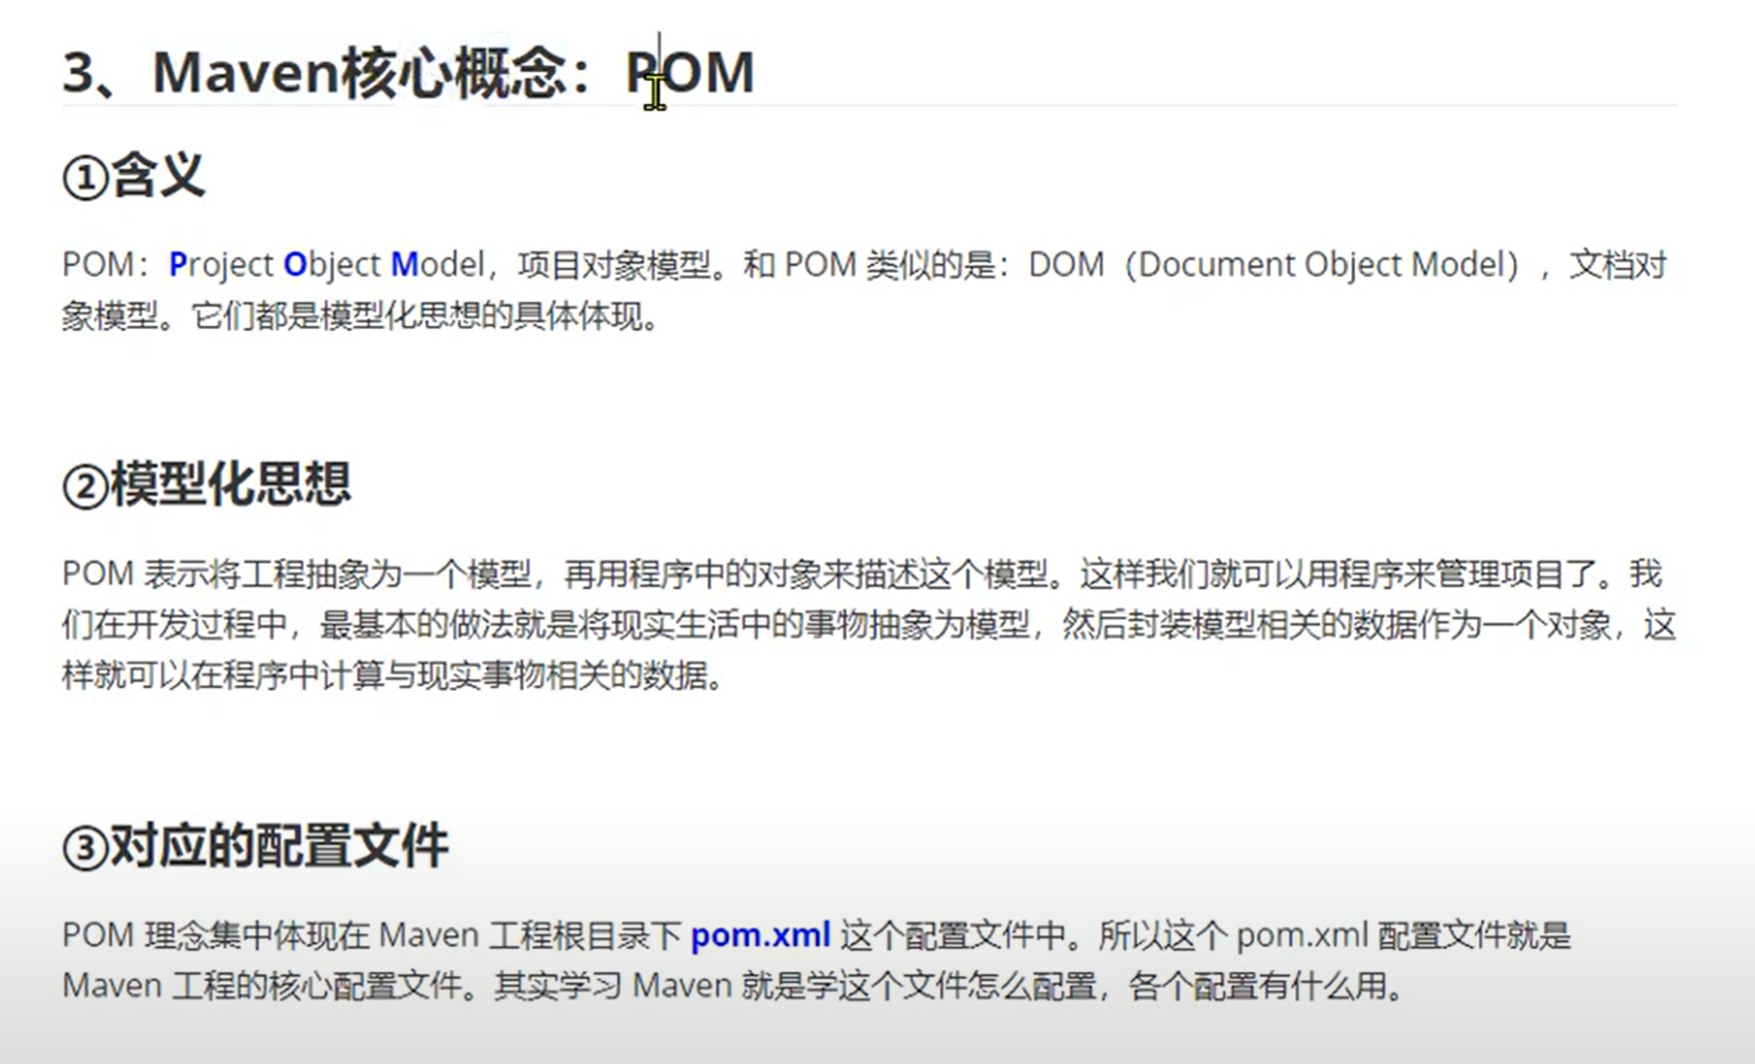 3、Maven核心概念：POM
①含义
POM：Project Object Model，项目对象模型。和 POM 类似的是：DOM（Document Object Model），文档对
象模型。它们都是模型化思想的具体体现。
②模型化思想
POM 表示将工程抽象为一个模型，再用程序中的对象来描述这个模型。这样我们就可以用程序来管理项目了。我
们在开发过程中，最基本的做法就是将现实生活中的事物抽象为模型，然后封装模型相关的数据作为一个对象，这
样就可以在程序中计算与现实事物相关的数据。
③对应的配置文件
POM 理念集中体现在 Maven 工程根目录下 pom.xml 这个配置文件中。所以这个 pom.xml 配置文件就是
Maven 工程的核心配置文件。其实学习 Maven 就是学这个文件怎么配置，各个配置有什么用。